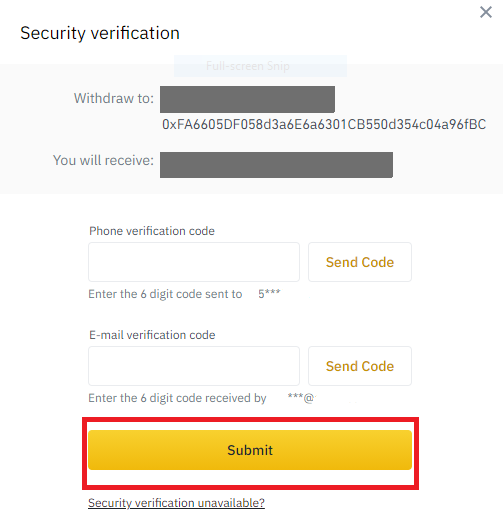 Security verification
Full-screen Snip
Withdraw to:
0xFA6605DF058d3a6E6a6301CB550d354c04a96fBC
You will receive:
Phone verification code
Send Code
Enter the 6 digit code sent to 5***
E-mail verification code
Send Code
Enter the 6 digit code received by ***@
Submit
Security verification unavailable?